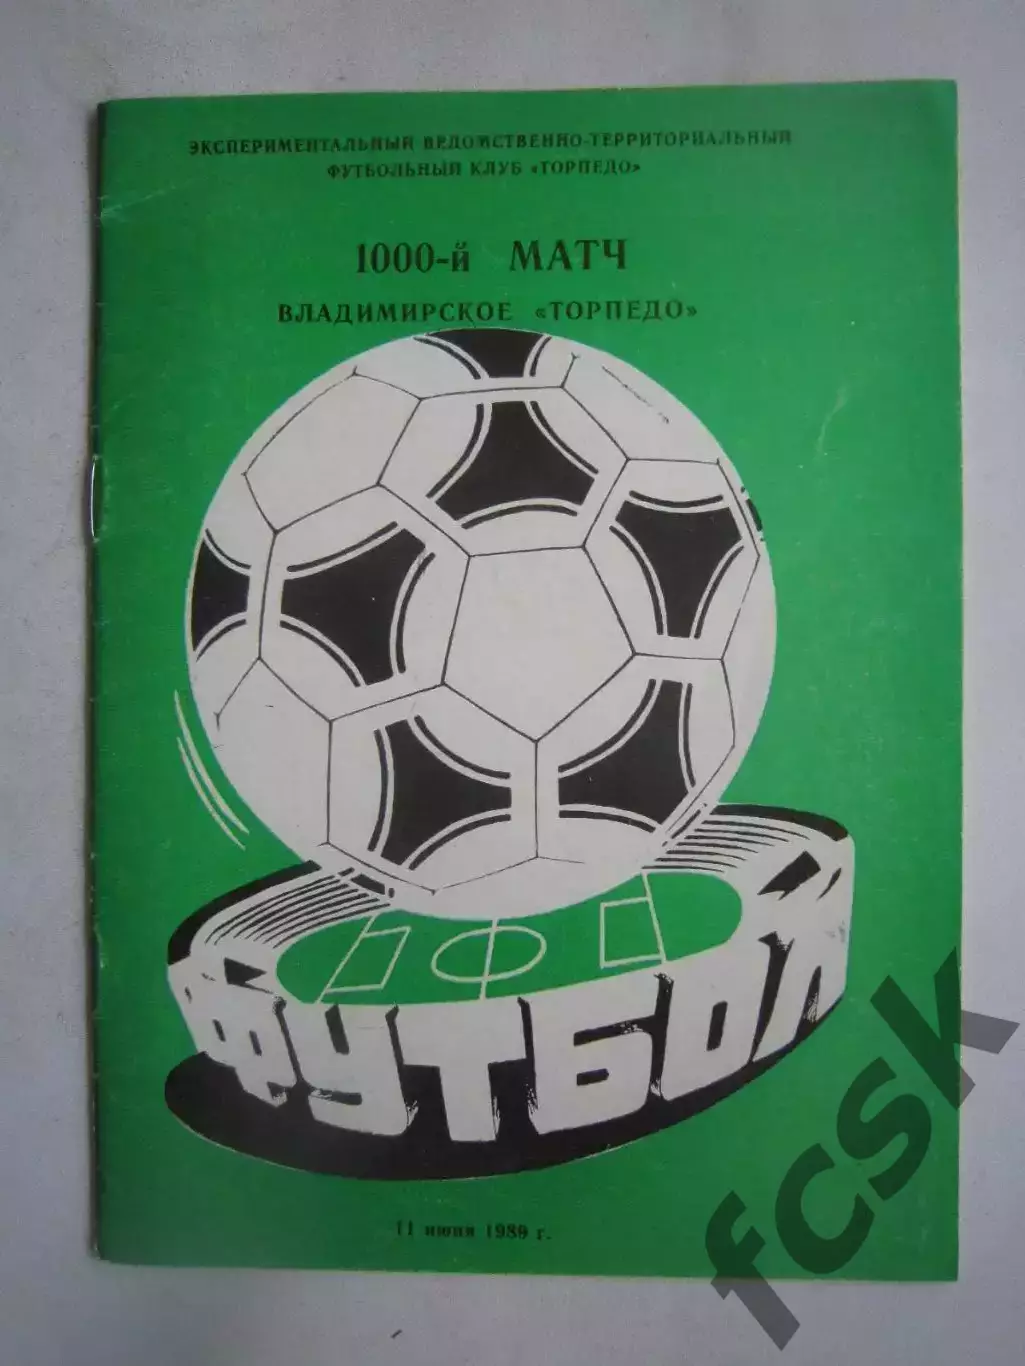 ЭКСПЕРИМЕНТАЛЬНЫЙ ВЕДОМСТВЕННО-ТЕРРИТОРИАЛЬНЫЙ
ФУТБОЛЬНЫЙ КЛУБ «ТОРПЕДО»
1000-й МАТЧ
ВЛАДИМИРСКОЕ «ТОРПЕДО»
ФУТБОЛ
11 июня 1989 г.
fcsk